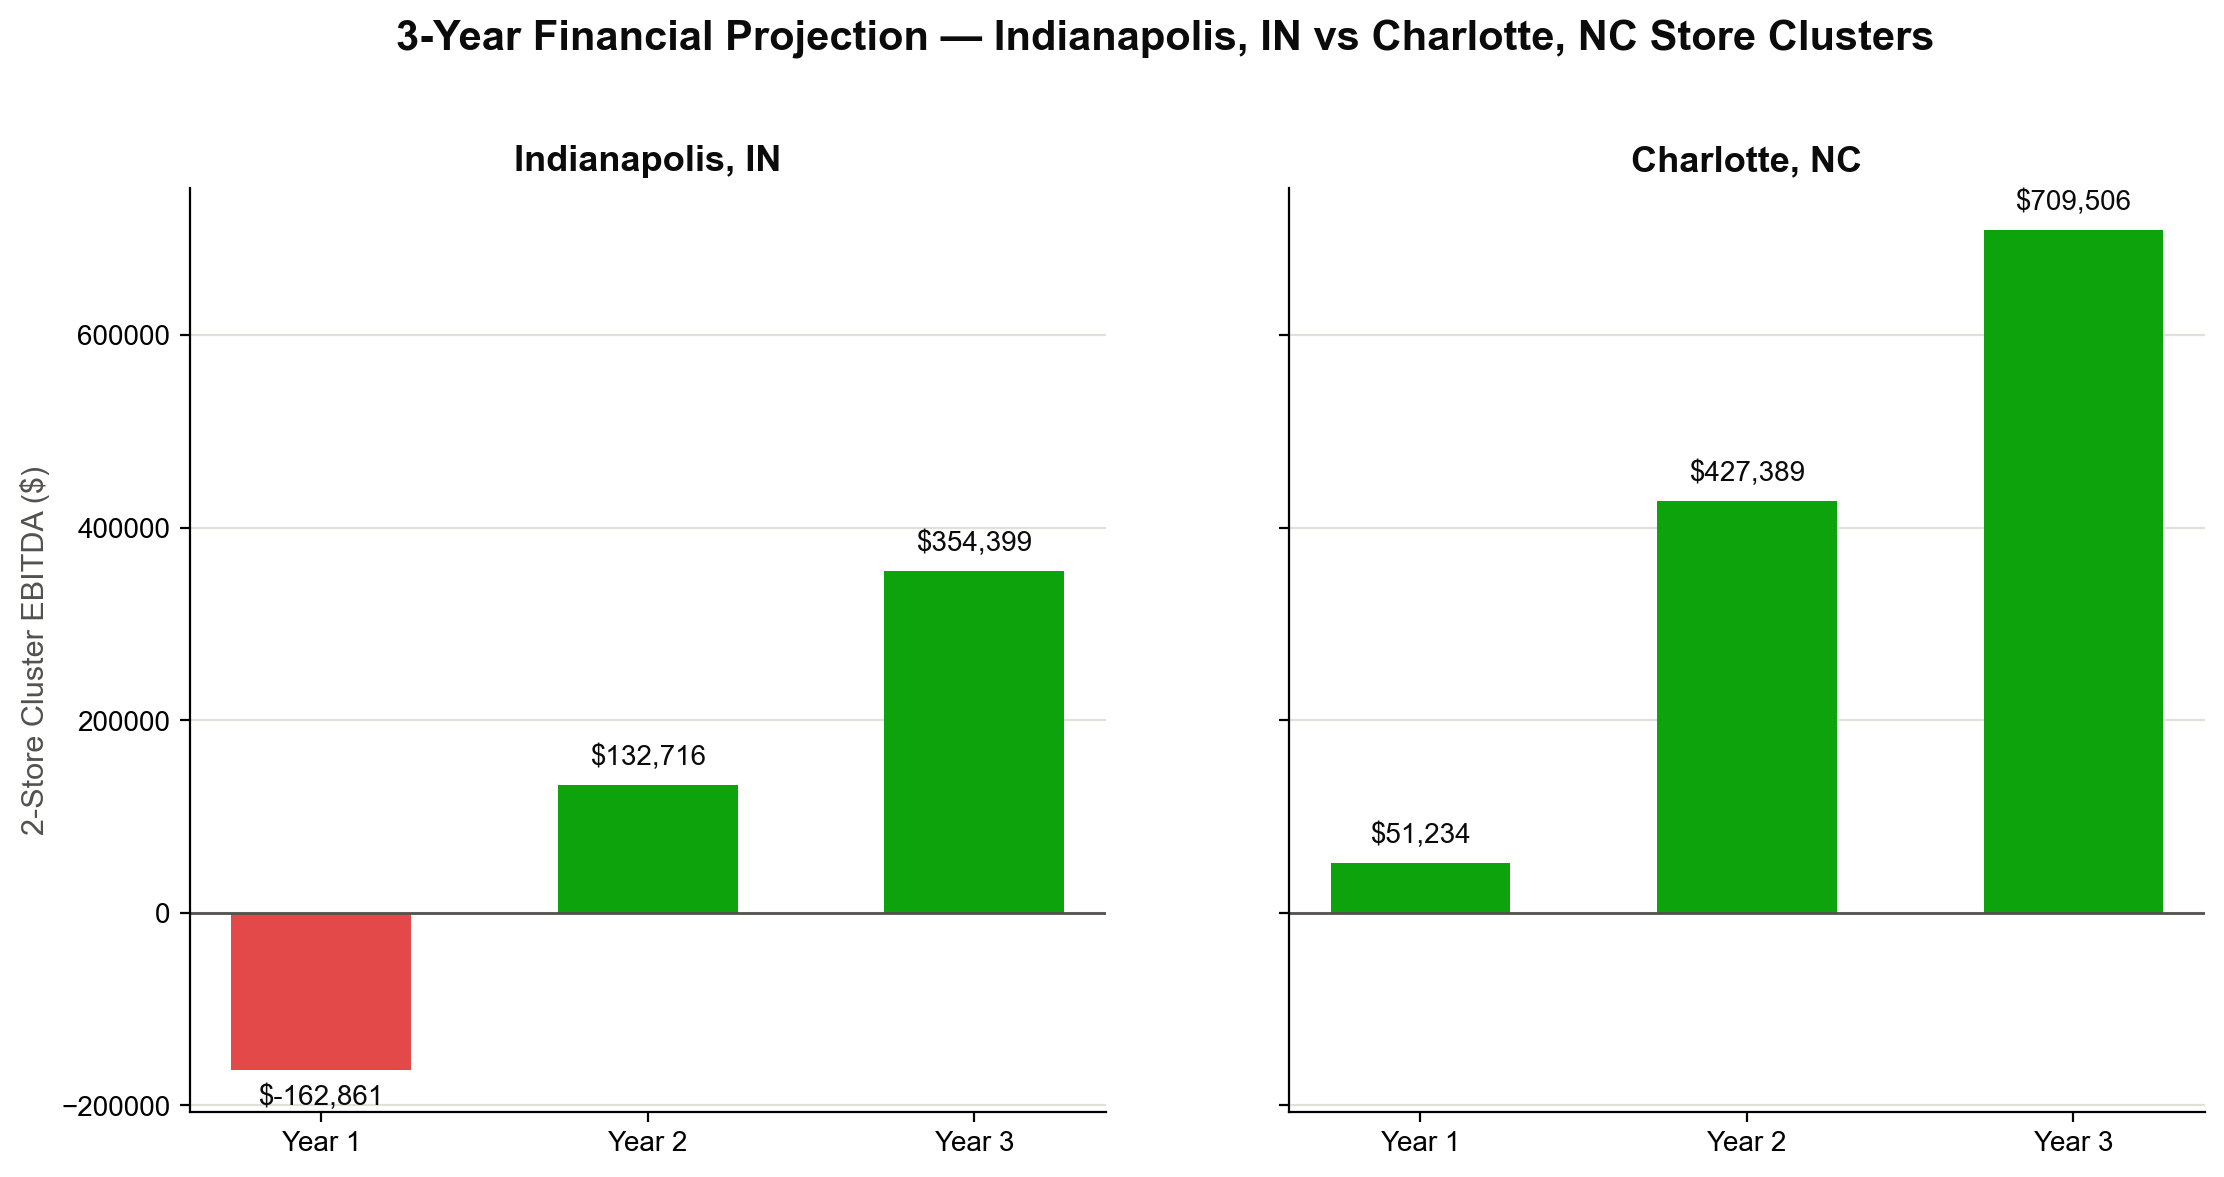 3-Year Financial Projection — Indianapolis, IN vs Charlotte, NC Store Clusters
Indianapolis, IN
2-Store Cluster EBITDA ($)
600000
400000
200000
0
−200000
$-162,861
$132,716
$354,399
Year 1
Year 2
Year 3
Charlotte, NC
$51,234
$427,389
$709,506
Year 1
Year 2
Year 3